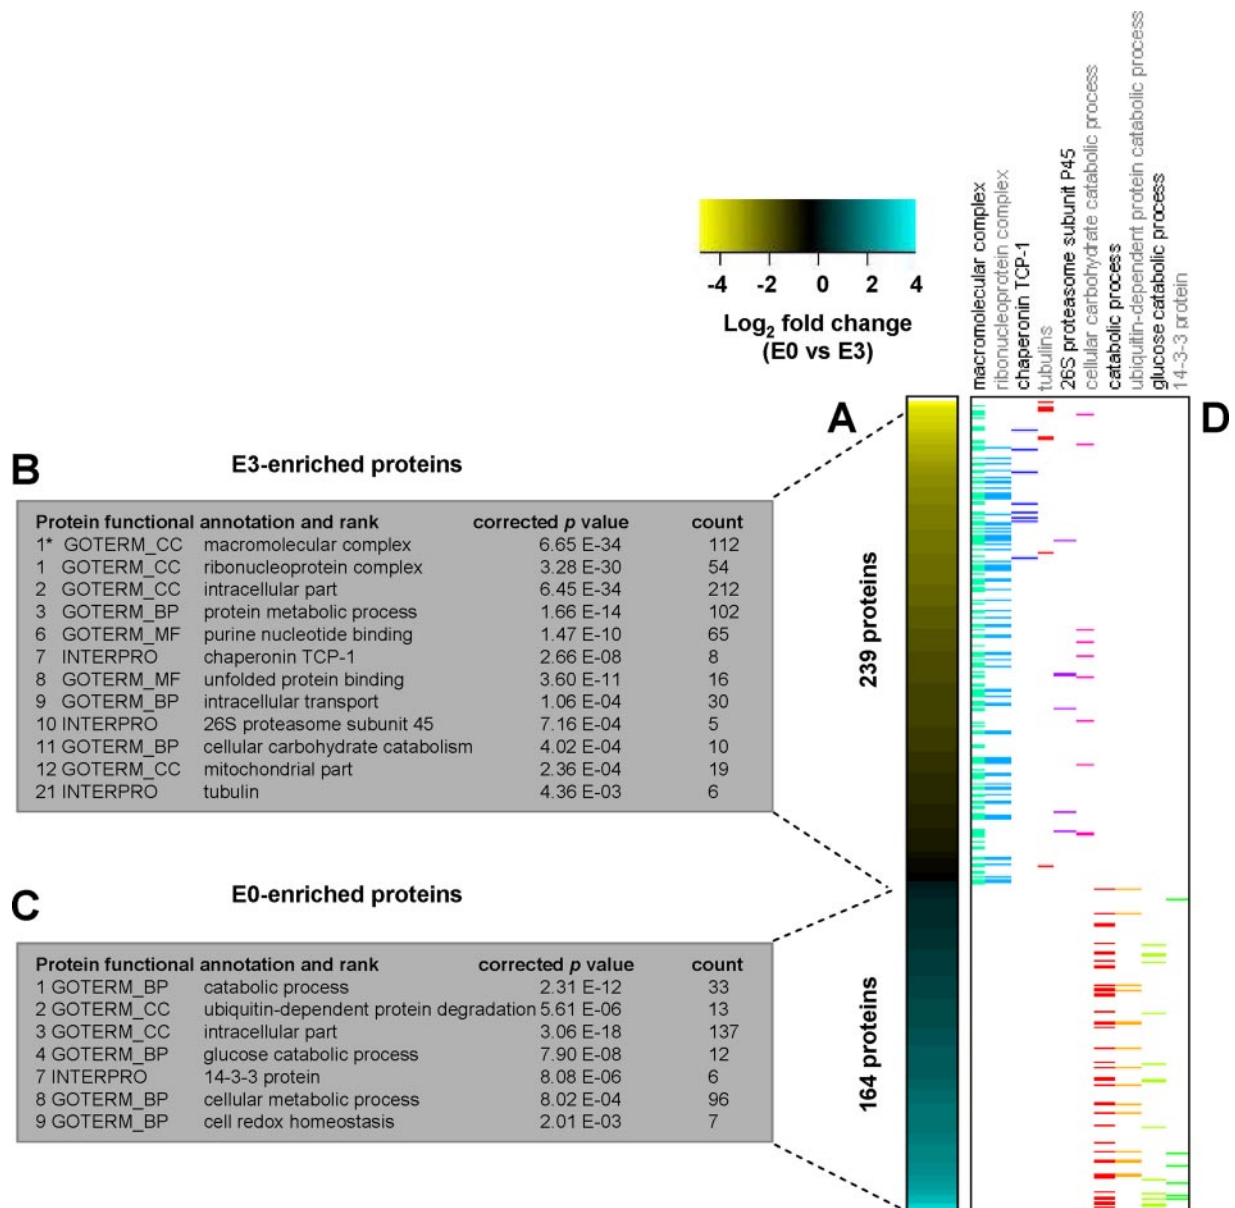 macromolecular complex
ribonucleoprotein complex
chaperonin TCP-1
tubulins
26S proteasome subunit P45
cellular carbohydrate catabolic process
catabolic process
ubiquitin-dependent protein catabolic process
glucose catabolic process
14-3-3 protein
-4 -2 0 2 4
Log2 fold change
(E0 vs E3)
A
D
B
E3-enriched proteins
Protein functional annotation and rank corrected p value count
1* GOTERM_CC macromolecular complex 6.65 E-34 112
1 GOTERM_CC ribonucleoprotein complex 3.28 E-30 54
2 GOTERM_CC intracellular part 6.45 E-34 212
3 GOTERM_BP protein metabolic process 1.66 E-14 102
6 GOTERM_MF purine nucleotide binding 1.47 E-10 65
7 INTERPRO chaperonin TCP-1 2.66 E-08 8
8 GOTERM_MF unfolded protein binding 3.60 E-11 16
9 GOTERM_BP intracellular transport 1.06 E-04 30
10 INTERPRO 26S proteasome subunit 45 7.16 E-04 5
11 GOTERM_BP cellular carbohydrate catabolism 4.02 E-04 10
12 GOTERM_CC mitochondrial part 2.36 E-04 19
21 INTERPRO tubulin 4.36 E-03 6
239 proteins
C
E0-enriched proteins
Protein functional annotation and rank corrected p value count
1 GOTERM_BP catabolic process 2.31 E-12 33
2 GOTERM_CC ubiquitin-dependent protein degradation 5.61 E-06 13
3 GOTERM_CC intracellular part 3.06 E-18 137
4 GOTERM_BP glucose catabolic process 7.90 E-08 12
7 INTERPRO 14-3-3 protein 8.08 E-06 6
8 GOTERM_BP cellular metabolic process 8.02 E-04 96
9 GOTERM_BP cell redox homeostasis 2.01 E-03 7
164 proteins